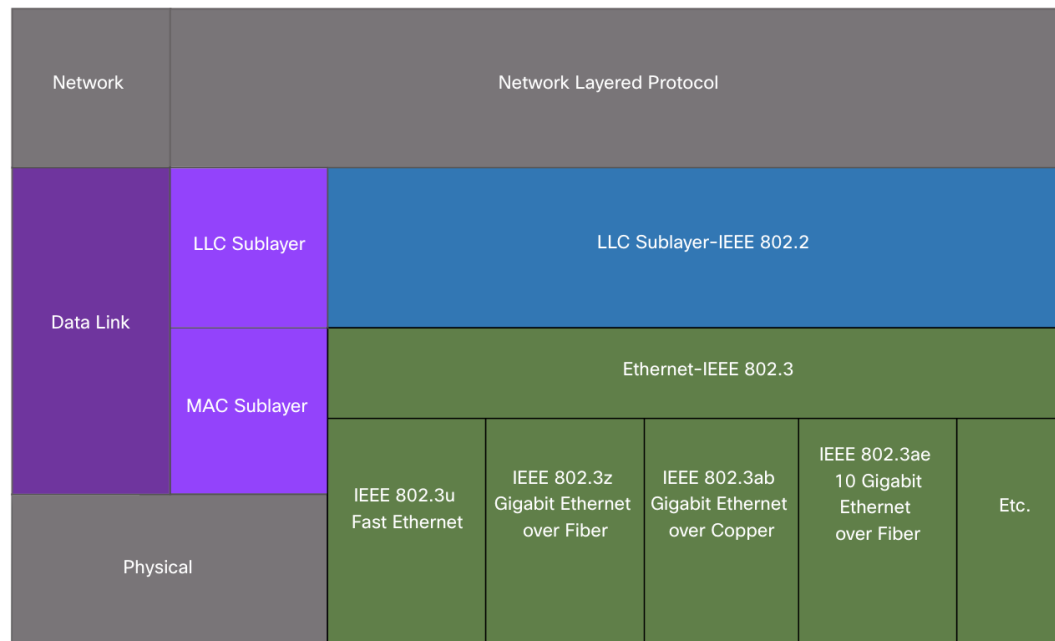 Network
Network Layered Protocol
LLC Sublayer
LLC Sublayer-IEEE 802.2
Data Link
Ethernet-IEEE 802.3
MAC Sublayer
IEEE 802.3u
Fast Ethernet
IEEE 802.3z
Gigabit Ethernet
over Fiber
IEEE 802.3ab
Gigabit Ethernet
over Copper
IEEE 802.3ae
10 Gigabit
Ethernet
over Fiber
Etc.
Physical